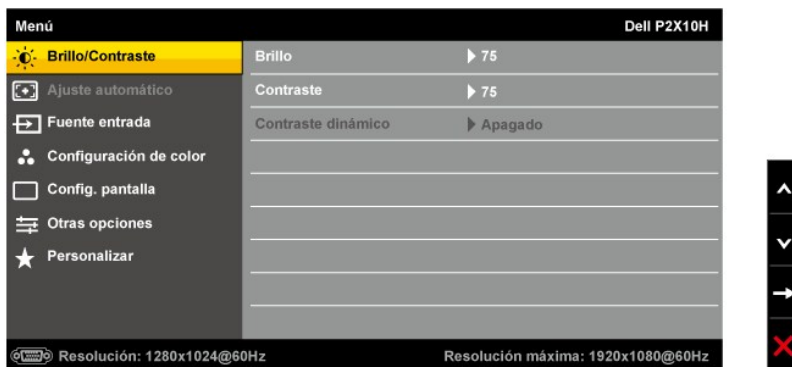 Menú Dell P2X10H
Brillo/Contraste Brillo 75
Ajuste automático Contraste 75
Fuente entrada Contraste dinámico Apagado
Configuración de color
Config. pantalla
Otras opciones
Personalizar
Resolución: 1280x1024@60Hz Resolución máxima: 1920x1080@60Hz